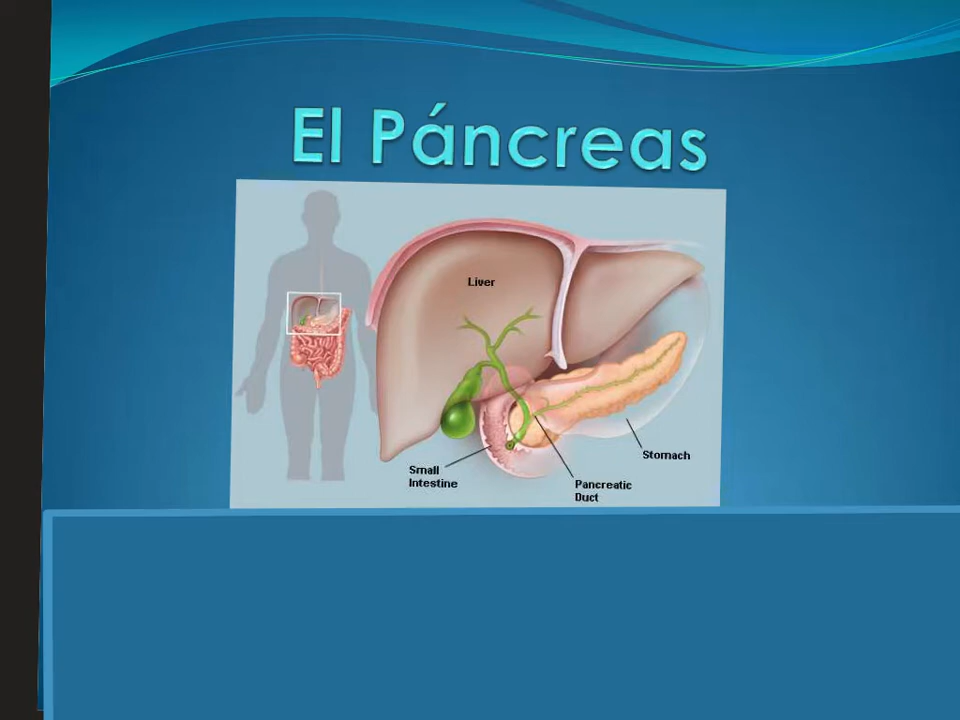 El Páncreas
Liver
Stomach
Small
Intestine
Pancreatic
Duct